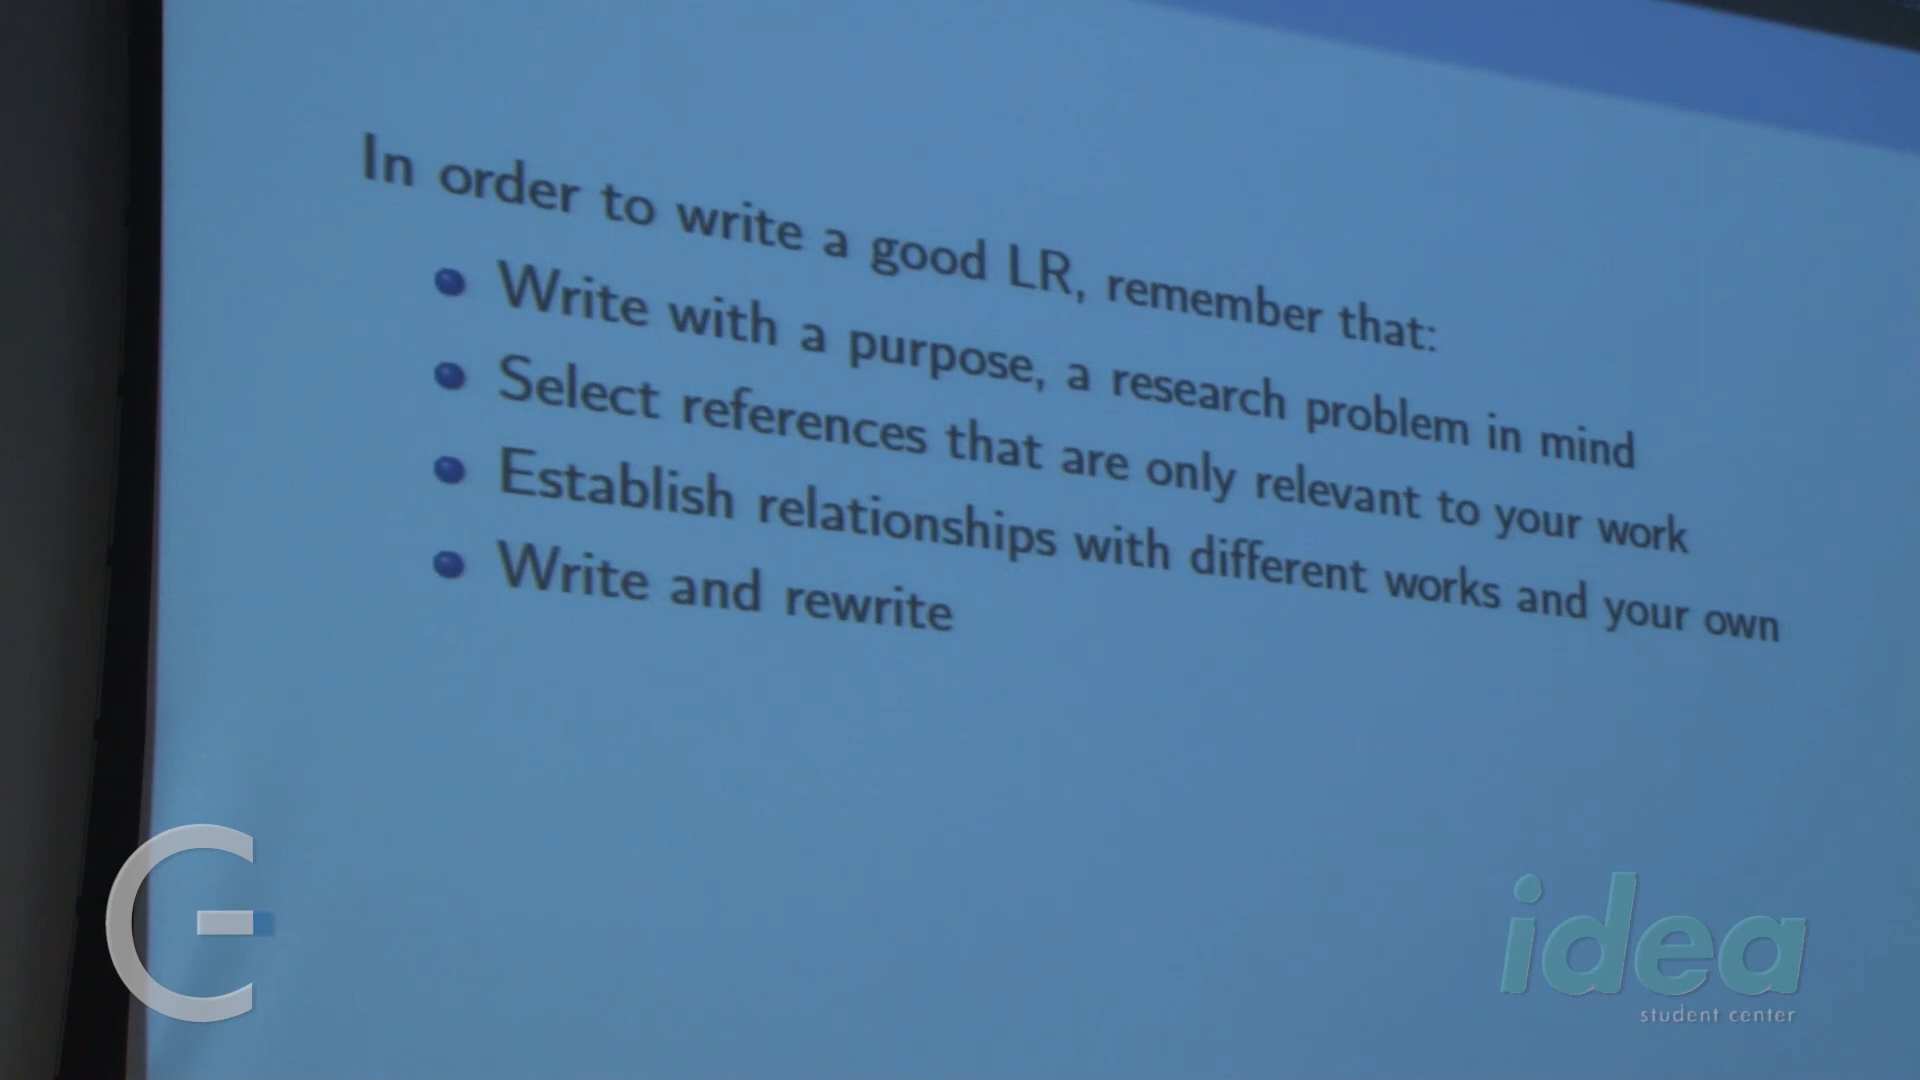 In order to write a good LR, remember that:
Write with a purpose, a research problem in mind
Select references that are only relevant to your work
Establish relationships with different works and your own
Write and rewrite
idea
student center